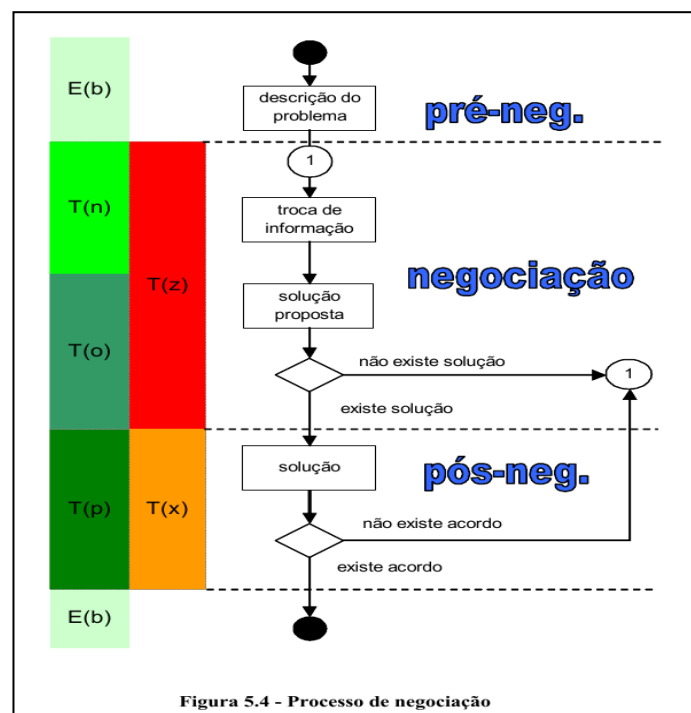 E(b)
descrição do
problema
pré-neg.
1
T(n)
troca de
informação
T(z)
negociação
solução
proposta
T(o)
não existe solução
1
existe solução
solução
pós-neg.
T(p)
T(x)
não existe acordo
existe acordo
E(b)
Figura 5.4 - Processo de negociação